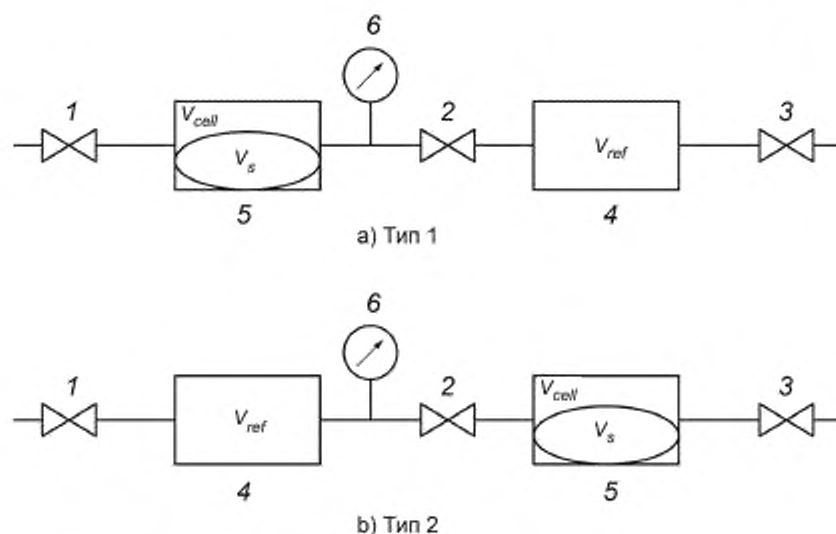 6
1 2 3
V_cell
V_s V_ref
5 4
a) Тип 1
6
1 2 3
V_cell
V_ref V_s
4 5
b) Тип 2